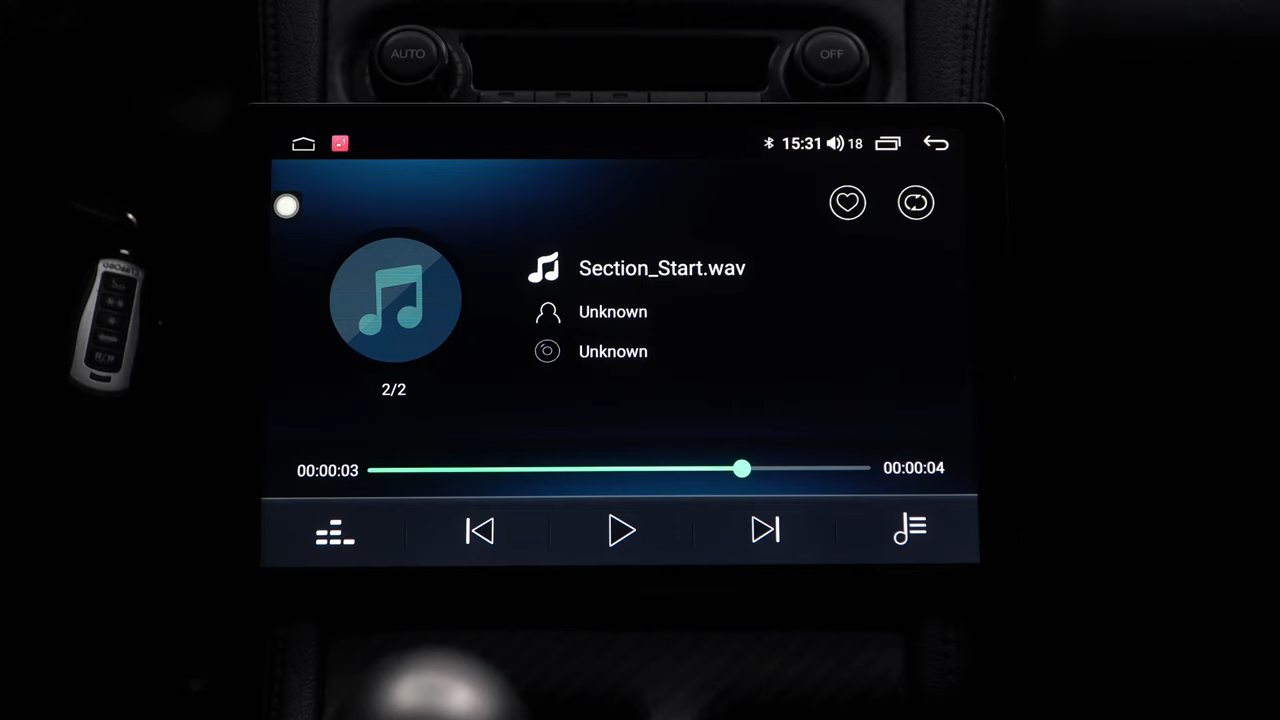 AUTO
OFF
15:31
18
Section_Start.wav
Unknown
Unknown
2/2
00:00:03
00:00:04